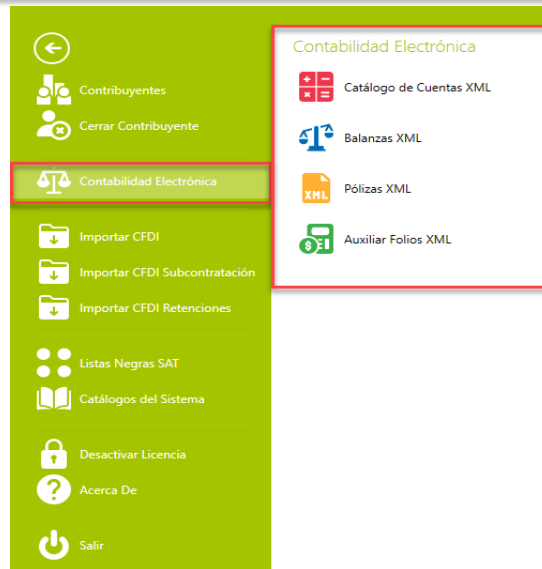 Contribuyentes
Cerrar Contribuyente
Contabilidad Electrónica
Importar CFDI
Importar CFDI Subcontratación
Importar CFDI Retenciones
Listas Negras SAT
Catálogos del Sistema
Desactivar Licencia
Acerca De
Salir
Contabilidad Electrónica
Catálogo de Cuentas XML
Balanzas XML
XML
Pólizas XML
Auxiliar Folios XML